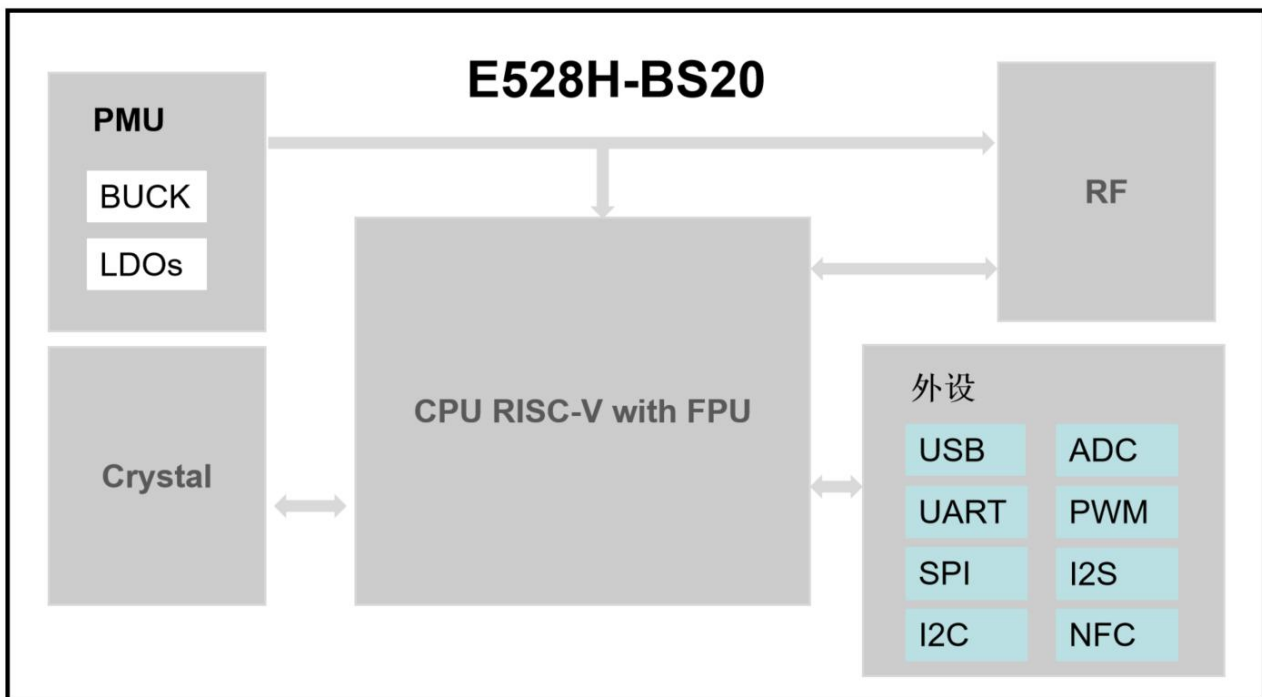 E528H-BS20
PMU
BUCK
LDOs
RF
CPU RISC-V with FPU
Crystal
外设
USB
ADC
UART
PWM
SPI
I2S
I2C
NFC